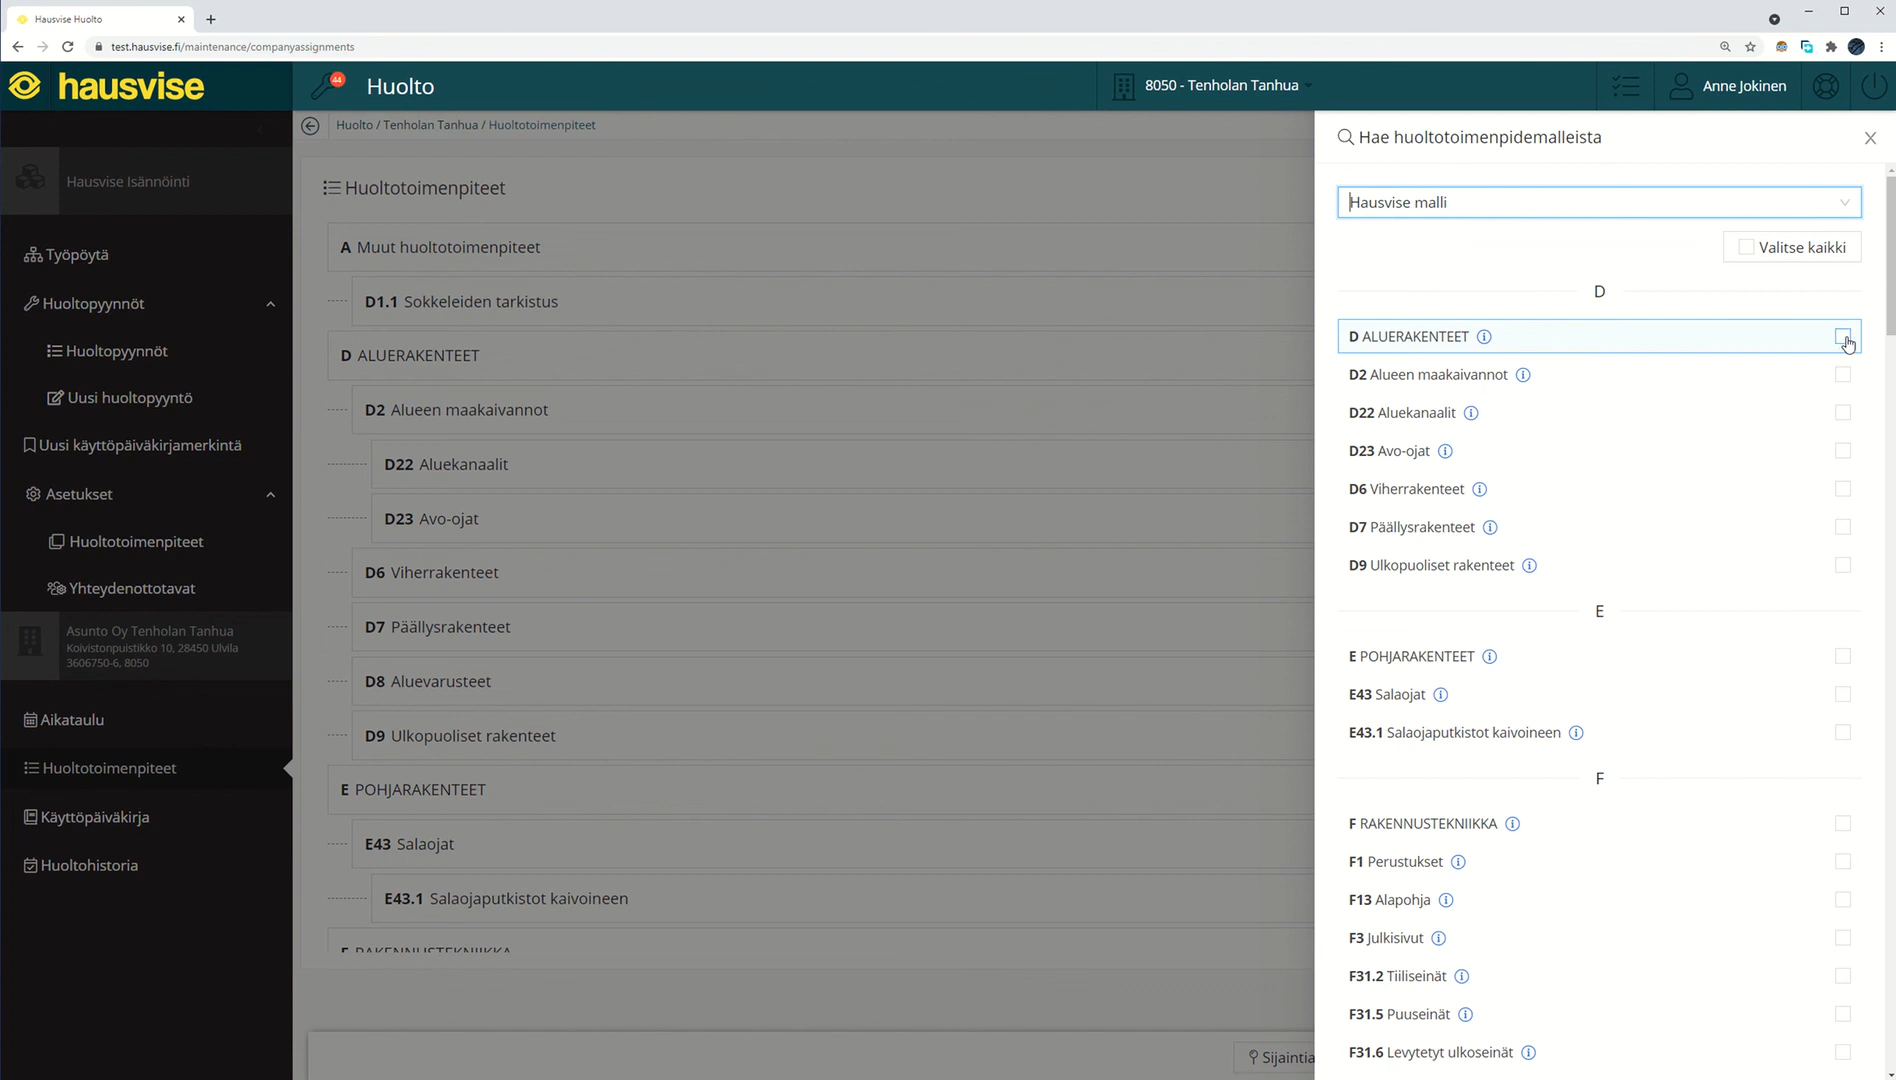 Hausvise Huolto
test.hausvise.fi/maintenance/companyassignments
hausvise
44
Huolto
8050 - Tenholan Tanhua
Anne Jokinen
Hausvise Isännöinti
Työpöytä
Huoltopyynnöt
Huoltopyynnöt
Uusi huoltopyyntö
Uusi käyttöpäiväkirjamerkintä
Asetukset
Huoltotoimenpiteet
Yhteydenottotavat
Asunto Oy Tenholan Tanhua
Koivistonpuistikko 10, 28450 Ulvila
3606750-6, 8050
Aikataulu
Huoltotoimenpiteet
Käyttöpäiväkirja
Huoltohistoria
Huolto / Tenholan Tanhua / Huoltotoimenpiteet
Huoltotoimenpiteet
A Muut huoltotoimenpiteet
D1.1 Sokkeleiden tarkistus
D ALUERAKENTEET
D2 Alueen maakaivannot
D22 Aluekanaalit
D23 Avo-ojat
D6 Viherrakenteet
D7 Päällysrakenteet
D8 Aluevarusteet
D9 Ulkopuoliset rakenteet
E POHJARAKENTEET
E43 Salaojat
E43.1 Salaojaputkistot kaivoineen
F RAKENNUSTEKNIIKKA
Sijaintia
Hae huoltotoimenpidemalleista
Hausvise malli
Valitse kaikki
D
D ALUERAKENTEET
D2 Alueen maakaivannot
D22 Aluekanaalit
D23 Avo-ojat
D6 Viherrakenteet
D7 Päällysrakenteet
D9 Ulkopuoliset rakenteet
E
E POHJARAKENTEET
E43 Salaojat
E43.1 Salaojaputkistot kaivoineen
F
F RAKENNUSTEKNIIKKA
F1 Perustukset
F13 Alapohja
F3 Julkisivut
F31.2 Tiiliseinät
F31.5 Puuseinät
F31.6 Levytetyt ulkoseinät